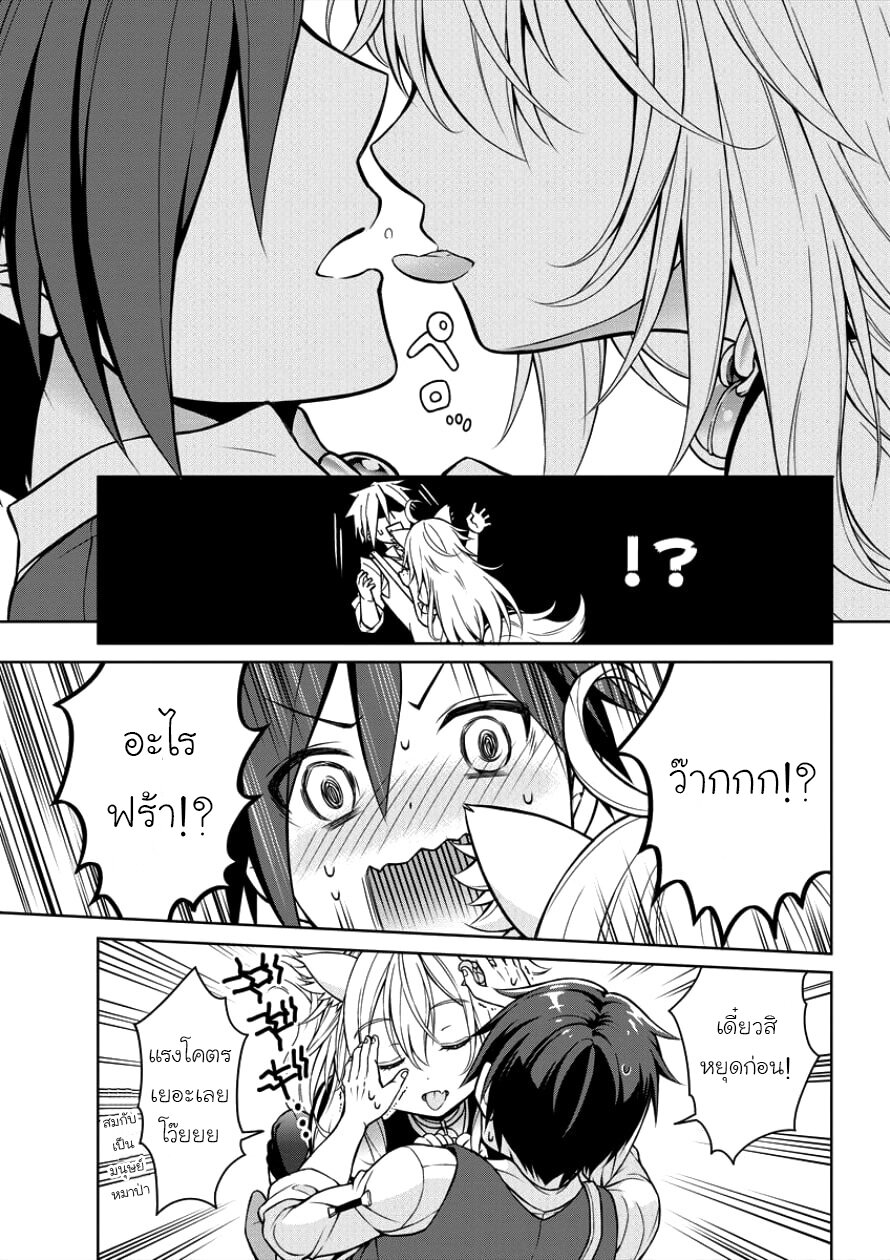 ペロ
!?
ว๊ากกก!?
อะไร
ฟร้า!?
เดี๋ยวสิ
หยุดก่อน!
แรงโคตร
เยอะเลย
โว๊ยยย
สมกับ
เป็น
มนุษย์
หมาป่า